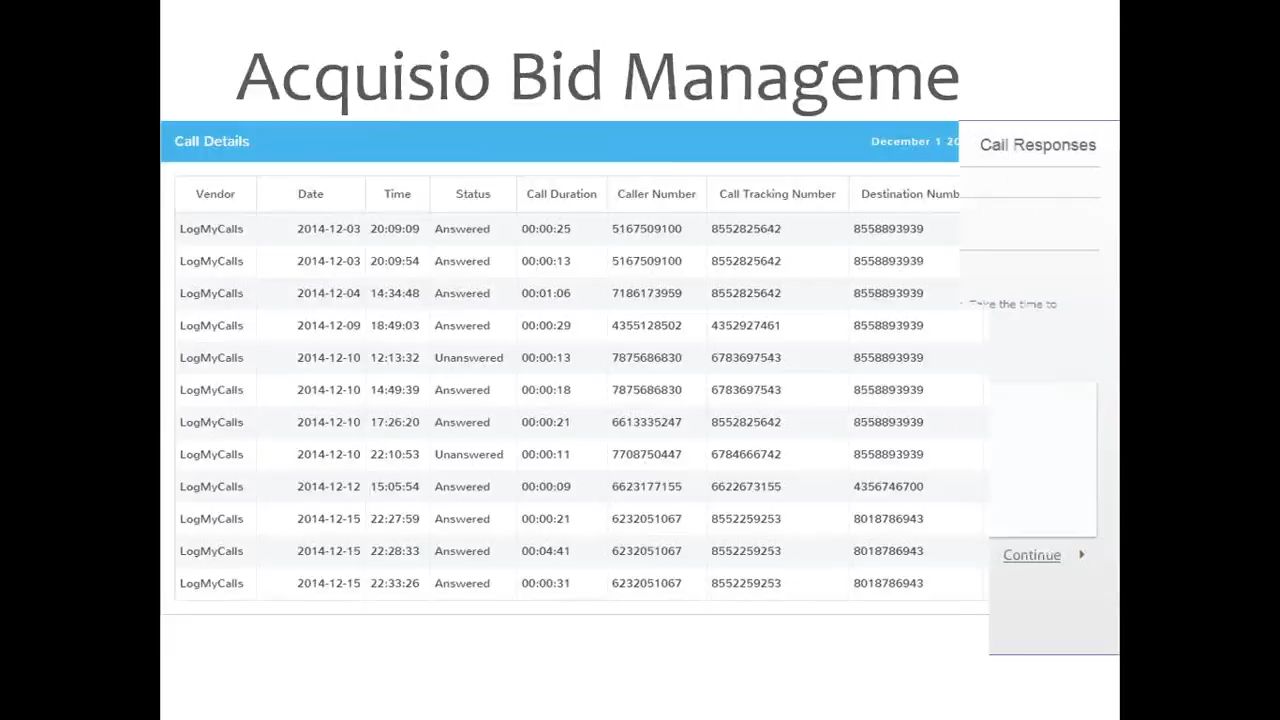 Acquisio Bid Manageme
Call Details December 1 20
Call Responses
Vendor Date Time Status Call Duration Caller Number Call Tracking Number Destination Numb
LogMyCalls 2014-12-03 20:09:09 Answered 00:00:25 5167509100 8552825642 8558893939
LogMyCalls 2014-12-03 20:09:54 Answered 00:00:13 5167509100 8552825642 8558893939
LogMyCalls 2014-12-04 14:34:48 Answered 00:01:06 7186173959 8552825642 8558893939
Take the time to
LogMyCalls 2014-12-09 18:49:03 Answered 00:00:29 4355128502 4352927461 8558893939
LogMyCalls 2014-12-10 12:13:32 Unanswered 00:00:13 7875686830 6783697543 8558893939
LogMyCalls 2014-12-10 14:49:39 Answered 00:00:18 7875686830 6783697543 8558893939
LogMyCalls 2014-12-10 17:26:20 Answered 00:00:21 6613335247 8552825642 8558893939
LogMyCalls 2014-12-10 22:10:53 Unanswered 00:00:11 7708750447 6784666742 8558893939
LogMyCalls 2014-12-12 15:05:54 Answered 00:00:09 6623177155 6622673155 4356746700
LogMyCalls 2014-12-15 22:27:59 Answered 00:00:21 6232051067 8552259253 8018786943
LogMyCalls 2014-12-15 22:28:33 Answered 00:04:41 6232051067 8552259253 8018786943
Continue
LogMyCalls 2014-12-15 22:33:26 Answered 00:00:31 6232051067 8552259253 8018786943